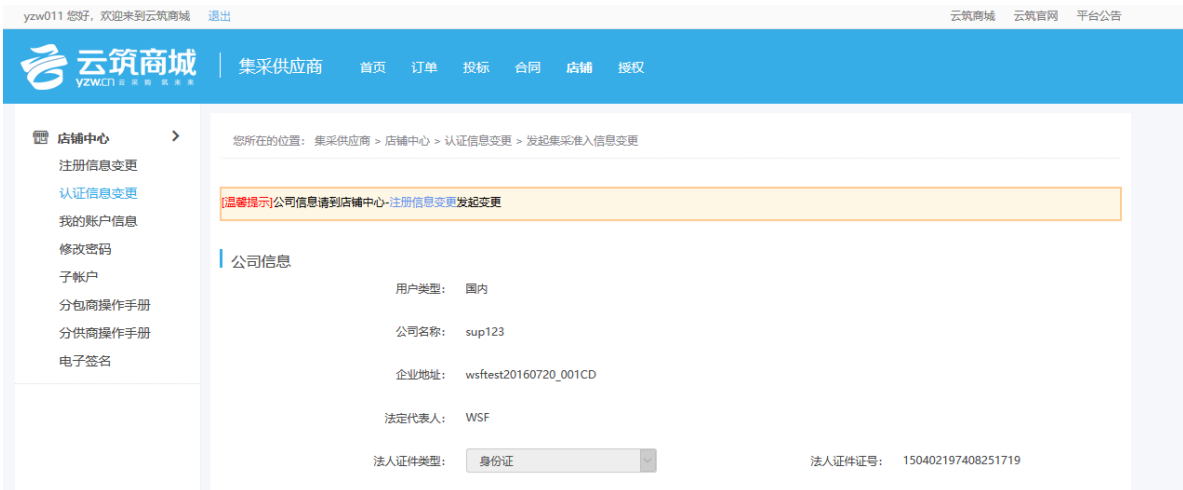 yzw011 您好，欢迎来到云筑商城 退出 云筑商城 云筑官网 平台公告
云筑商城 集采供应商 首页 订单 投标 合同 店铺 授权
YZW.CN 云 采 购 筑 未 来
店铺中心
注册信息变更
认证信息变更
我的账户信息
修改密码
子帐户
分包商操作手册
分供商操作手册
电子签名
您所在的位置： 集采供应商 > 店铺中心 > 认证信息变更 > 发起集采准入信息变更
[温馨提示]公司信息请到店铺中心-注册信息变更发起变更
公司信息
用户类型： 国内
公司名称： sup123
企业地址： wsftest20160720_001CD
法定代表人： WSF
法人证件类型： 身份证 法人证件证号： 150402197408251719